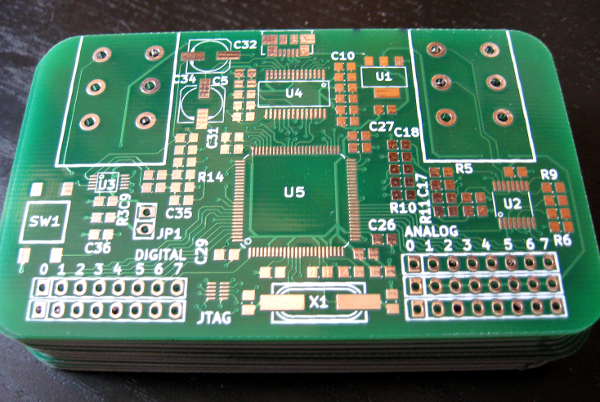 C32
C34
C5
C10
U1
U4
C31
C27
C18
U3
R14
U5
R5
C17
R9
R309
C35
R10
R11
U2
SW1
JP1
C36
C29
C26
R6
DIGITAL
ANALOG
0 1 2 3 4 5 6 7
0 1 2 3 4 5 6 7
JTAG
X1